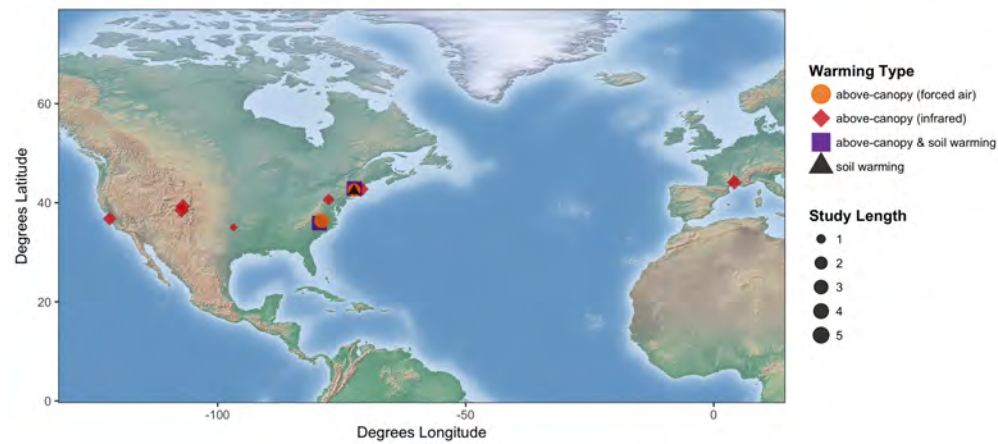 Degrees Latitude
60
40
20
0
-100
-50
0
Degrees Longitude
Warming Type
above-canopy (forced air)
above-canopy (infrared)
above-canopy & soil warming
soil warming
Study Length
1
2
3
4
5